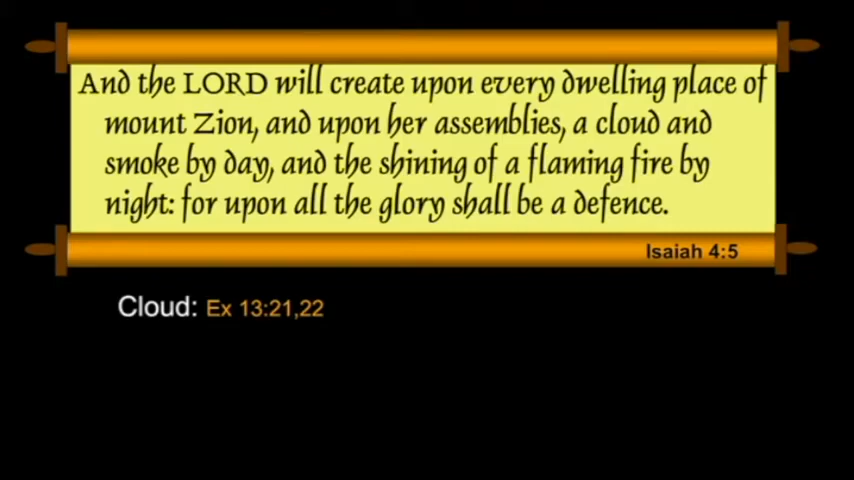 And the LORD will create upon every dwelling place of
mount Zion, and upon her assemblies, a cloud and
smoke by day, and the shining of a flaming fire by
night: for upon all the glory shall be a defence.
Isaiah 4:5
Cloud: Ex 13:21,22